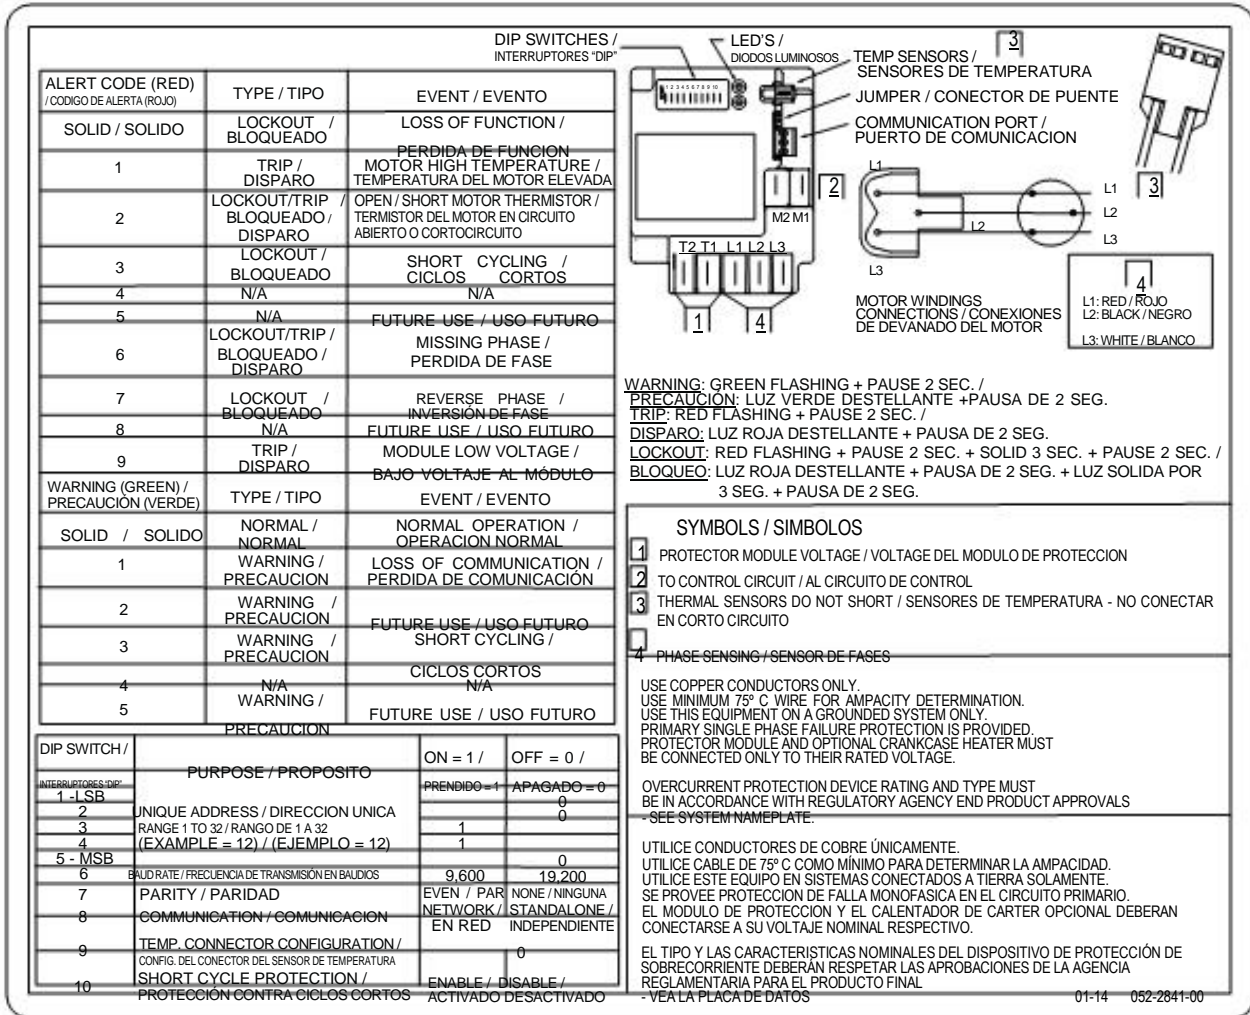 DIP SWITCHES /
INTERRUPTORES “DIP”
LED'S /
DIODOS LUMINOSOS
3
TEMP SENSORS /
SENSORES DE TEMPERATURA
JUMPER / CONECTOR DE PUENTE
COMMUNICATION PORT /
PUERTO DE COMUNICACION
1 2 3 4 5 6 7 8 9 10
2
M2 M1
T2 T1 L1 L2 L3
1
4
L1
L2
L3
L1
L2
L3
3
MOTOR WINDINGS
CONNECTIONS / CONEXIONES
DE DEVANADO DEL MOTOR
4
L1: RED / ROJO
L2: BLACK / NEGRO
L3: WHITE / BLANCO
ALERT CODE (RED)
/ CODIGO DE ALERTA (ROJO)
TYPE / TIPO
EVENT / EVENTO
SOLID / SOLIDO
LOCKOUT /
BLOQUEADO
LOSS OF FUNCTION /
PERDIDA DE FUNCION
1
TRIP /
DISPARO
MOTOR HIGH TEMPERATURE /
TEMPERATURA DEL MOTOR ELEVADA
2
LOCKOUT/TRIP /
BLOQUEADO /
DISPARO
OPEN / SHORT MOTOR THERMISTOR /
TERMISTOR DEL MOTOR EN CIRCUITO
ABIERTO O CORTOCIRCUITO
3
LOCKOUT /
BLOQUEADO
SHORT CYCLING /
CICLOS CORTOS
4
N/A
N/A
5
N/A
FUTURE USE / USO FUTURO
6
LOCKOUT/TRIP /
BLOQUEADO /
DISPARO
MISSING PHASE /
PERDIDA DE FASE
7
LOCKOUT /
BLOQUEADO
REVERSE PHASE /
INVERSIÓN DE FASE
8
N/A
FUTURE USE / USO FUTURO
9
TRIP /
DISPARO
MODULE LOW VOLTAGE /
BAJO VOLTAJE AL MÓDULO
WARNING (GREEN) /
PRECAUCIÓN (VERDE)
TYPE / TIPO
EVENT / EVENTO
SOLID / SOLIDO
NORMAL /
NORMAL
NORMAL OPERATION /
OPERACION NORMAL
1
WARNING /
PRECAUCION
LOSS OF COMMUNICATION /
PERDIDA DE COMUNICACIÓN
2
WARNING /
PRECAUCION
FUTURE USE / USO FUTURO
3
WARNING /
PRECAUCION
SHORT CYCLING /
CICLOS CORTOS
4
N/A
N/A
5
WARNING /
PRECAUCION
FUTURE USE / USO FUTURO
DIP SWITCH /
INTERRUPTORES “DIP”
PURPOSE / PROPOSITO
ON = 1 /
PRENDIDO = 1
OFF = 0 /
APAGADO = 0
1 -LSB
0
2
UNIQUE ADDRESS / DIRECCION UNICA
0
3
RANGE 1 TO 32 / RANGO DE 1 A 32
1
4
(EXAMPLE = 12) / (EJEMPLO = 12)
1
5 - MSB
0
6
BAUD RATE / FRECUENCIA DE TRANSMISIÓN EN BAUDIOS
9,600
19,200
7
PARITY / PARIDAD
EVEN / PAR
NONE / NINGUNA
8
COMMUNICATION / COMUNICACION
NETWORK /
EN RED
STANDALONE /
INDEPENDIENTE
9
TEMP. CONNECTOR CONFIGURATION /
CONFIG. DEL CONECTOR DEL SENSOR DE TEMPERATURA
0
10
SHORT CYCLE PROTECTION /
PROTECCIÓN CONTRA CICLOS CORTOS
ENABLE /
ACTIVADO
DISABLE /
DESACTIVADO
WARNING: GREEN FLASHING + PAUSE 2 SEC. /
PRECAUCIÓN: LUZ VERDE DESTELLANTE +PAUSA DE 2 SEG.
TRIP: RED FLASHING + PAUSE 2 SEC. /
DISPARO: LUZ ROJA DESTELLANTE + PAUSA DE 2 SEG.
LOCKOUT: RED FLASHING + PAUSE 2 SEC. + SOLID 3 SEC. + PAUSE 2 SEC. /
BLOQUEO: LUZ ROJA DESTELLANTE + PAUSA DE 2 SEG. + LUZ SOLIDA POR
3 SEG. + PAUSA DE 2 SEG.
SYMBOLS / SIMBOLOS
1 PROTECTOR MODULE VOLTAGE / VOLTAGE DEL MODULO DE PROTECCION
2 TO CONTROL CIRCUIT / AL CIRCUITO DE CONTROL
3 THERMAL SENSORS DO NOT SHORT / SENSORES DE TEMPERATURA - NO CONECTAR
EN CORTO CIRCUITO
4 PHASE SENSING / SENSOR DE FASES
USE COPPER CONDUCTORS ONLY.
USE MINIMUM 75º C WIRE FOR AMPACITY DETERMINATION.
USE THIS EQUIPMENT ON A GROUNDED SYSTEM ONLY.
PRIMARY SINGLE PHASE FAILURE PROTECTION IS PROVIDED.
PROTECTOR MODULE AND OPTIONAL CRANKCASE HEATER MUST
BE CONNECTED ONLY TO THEIR RATED VOLTAGE.
OVERCURRENT PROTECTION DEVICE RATING AND TYPE MUST
BE IN ACCORDANCE WITH REGULATORY AGENCY END PRODUCT APPROVALS
- SEE SYSTEM NAMEPLATE.
UTILICE CONDUCTORES DE COBRE ÚNICAMENTE.
UTILICE CABLE DE 75º C COMO MÍNIMO PARA DETERMINAR LA AMPACIDAD.
UTILICE ESTE EQUIPO EN SISTEMAS CONECTADOS A TIERRA SOLAMENTE.
SE PROVEE PROTECCION DE FALLA MONOFASICA EN EL CIRCUITO PRIMARIO.
EL MODULO DE PROTECCION Y EL CALENTADOR DE CARTER OPCIONAL DEBERAN
CONECTARSE A SU VOLTAJE NOMINAL RESPECTIVO.
EL TIPO Y LAS CARACTERISTICAS NOMINALES DEL DISPOSITIVO DE PROTECCIÓN DE
SOBRECORRIENTE DEBERÁN RESPETAR LAS APROBACIONES DE LA AGENCIA
REGLAMENTARIA PARA EL PRODUCTO FINAL
- VEA LA PLACA DE DATOS
01-14 052-2841-00